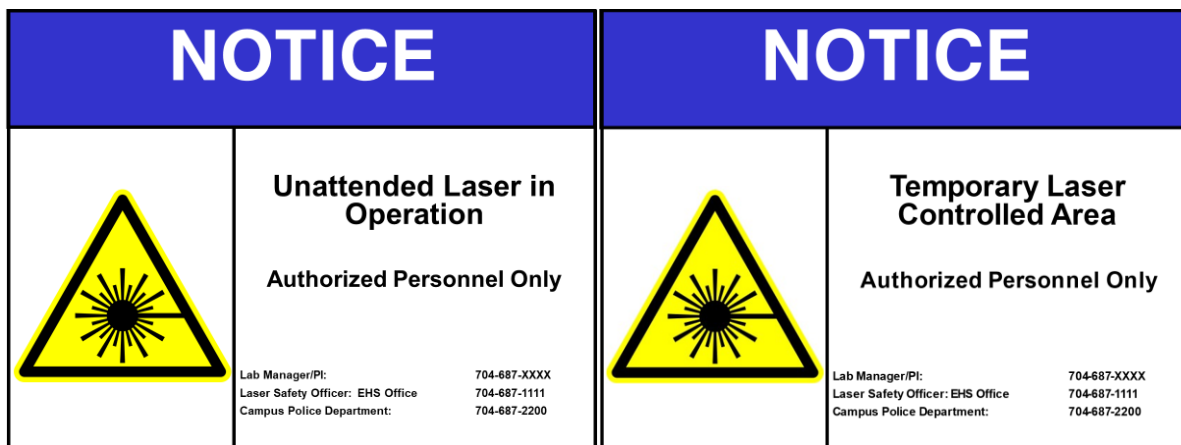 NOTICE
Unattended Laser in
Operation
Authorized Personnel Only
Lab Manager/PI: 704-687-XXXX
Laser Safety Officer: EHS Office 704-687-1111
Campus Police Department: 704-687-2200
NOTICE
Temporary Laser
Controlled Area
Authorized Personnel Only
Lab Manager/PI: 704-687-XXXX
Laser Safety Officer: EHS Office 704-687-1111
Campus Police Department: 704-687-2200